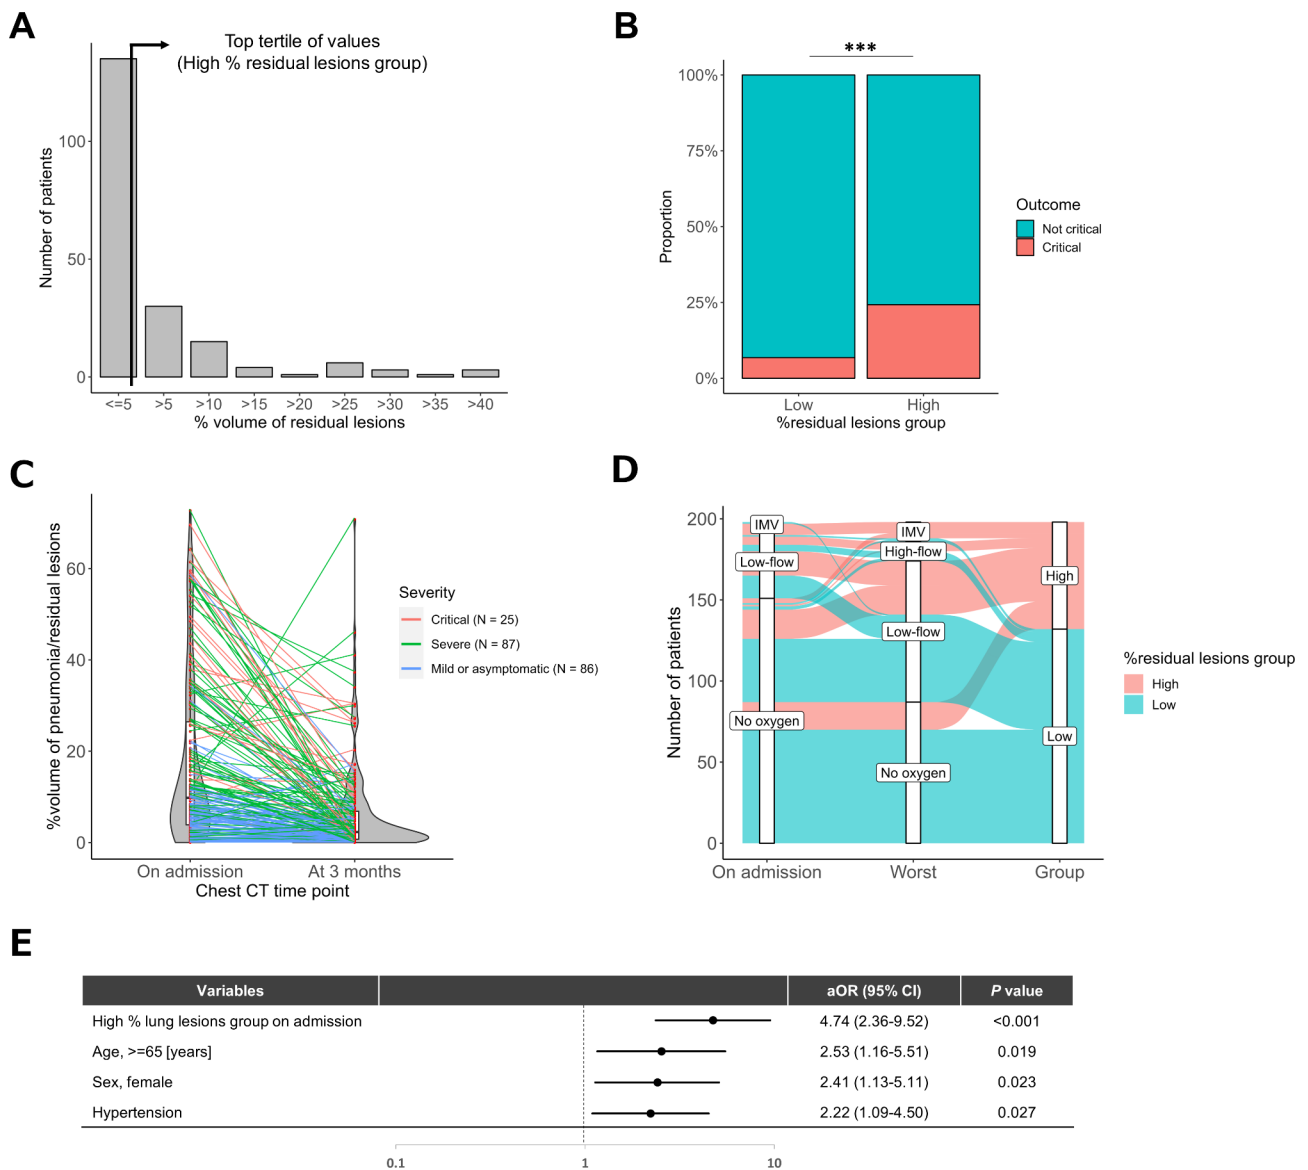 A
Top tertile of values
(High % residual lesions group)
Number of patients
100
50
0
<=5 >5 >10 >15 >20 >25 >30 >35 >40
% volume of residual lesions
B
***
Proportion
100%
75%
50%
25%
0%
Low High
%residual lesions group
Outcome
Not critical
Critical
C
%volume of pneumonia/residual lesions
60
40
20
0
On admission At 3 months
Chest CT time point
Severity
Critical (N = 25)
Severe (N = 87)
Mild or asymptomatic (N = 86)
D
Number of patients
200
150
100
50
0
IMV
Low-flow
No oxygen
IMV
High-flow
Low-flow
No oxygen
High
Low
On admission Worst Group
%residual lesions group
High
Low
E
Variables aOR (95% CI) P value
High % lung lesions group on admission 4.74 (2.36-9.52) <0.001
Age, >=65 [years] 2.53 (1.16-5.51) 0.019
Sex, female 2.41 (1.13-5.11) 0.023
Hypertension 2.22 (1.09-4.50) 0.027
0.1 1 10